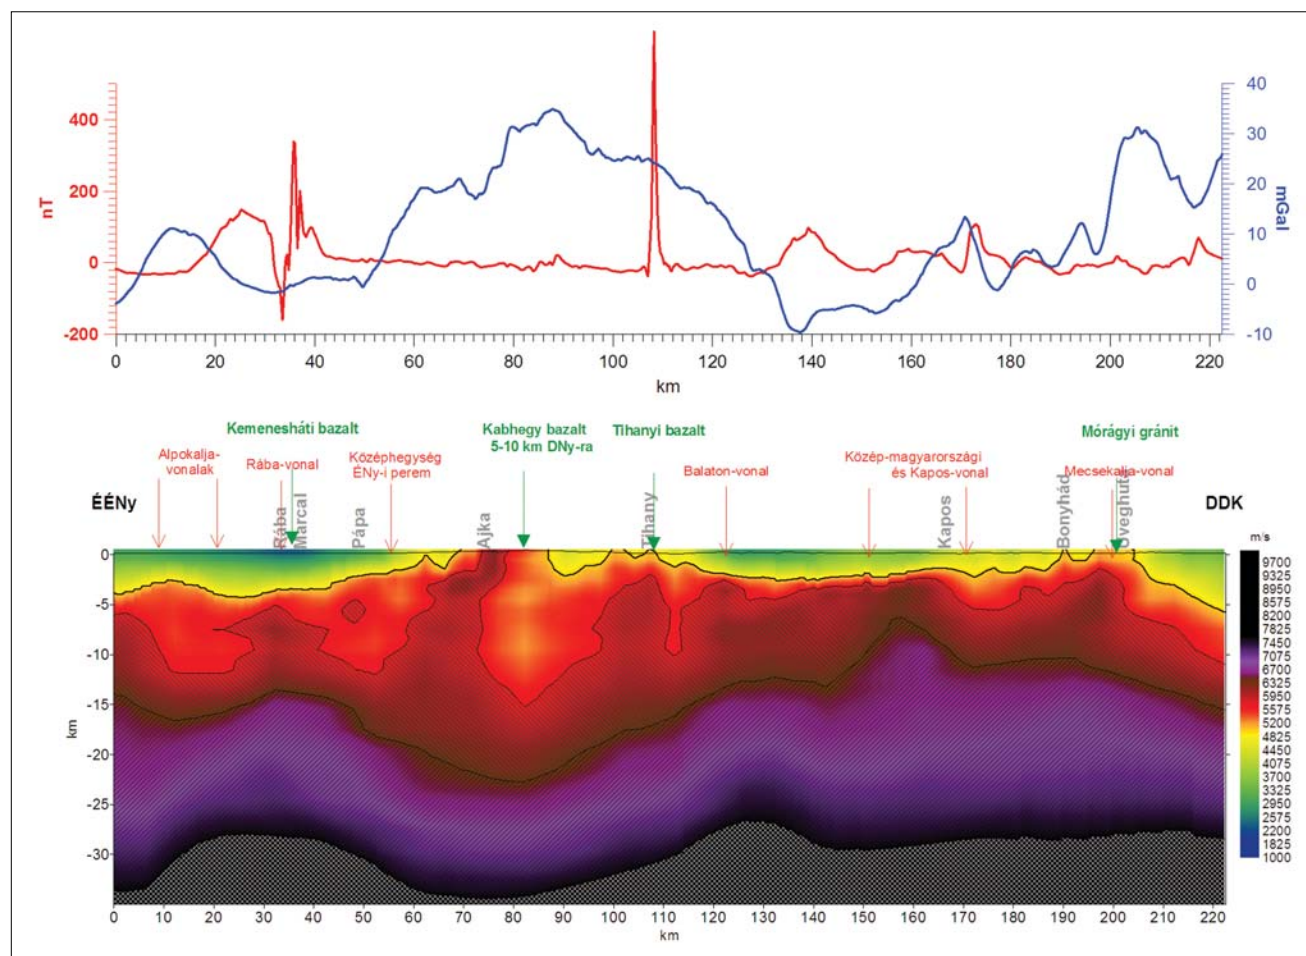 400
200
0
-200
nT
40
30
20
10
0
-10
mGal
0 20 40 60 80 100 120 140 160 180 200 220
km
Kemenesháti bazalt
Kabhegy bazalt
5-10 km DNy-ra
Tihanyi bazalt
Mórágyi gránit
Alpokalja-
vonalak
Rába-vonal
Középhegység
ÉNy-i perem
Balaton-vonal
Közép-magyarországi
és Kapos-vonal
Mecsekalja-vonal
ÉÉNy
DDK
Rába
Marcal
Pápa
Ajka
Tihany
Kapos
Bonyhád
Üveghuta
0
-5
-10
-15
-20
-25
-30
km
0 10 20 30 40 50 60 70 80 90 100 110 120 130 140 150 160 170 180 190 200 210 220
km
m/s
9700
9325
8950
8575
8200
7825
7450
7075
6700
6325
5950
5575
5200
4825
4450
4075
3700
3325
2950
2575
2200
1825
1000